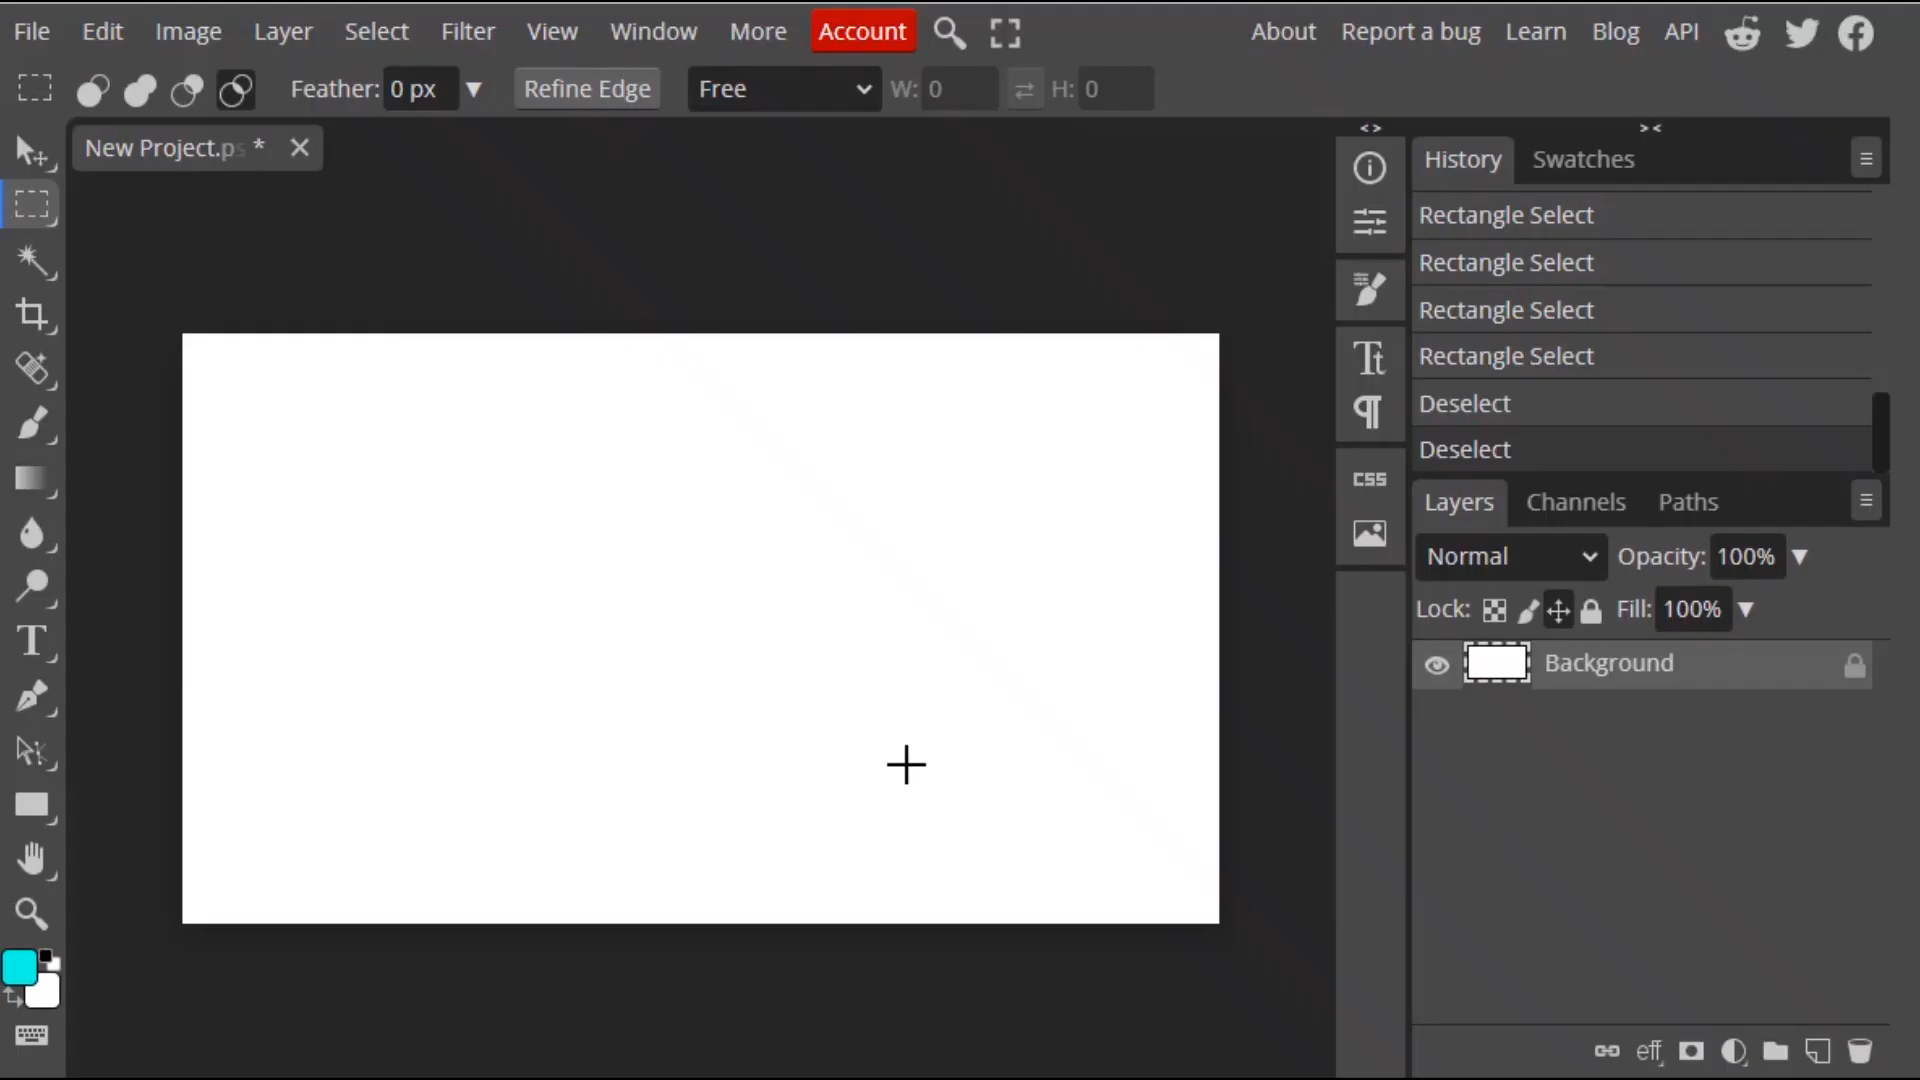 File Edit Image Layer Select Filter View Window More Account About Report a bug Learn Blog API
Feather: 0 px Refine Edge Free W: 0 H: 0
New Project.ps *
History Swatches
Rectangle Select
Rectangle Select
Rectangle Select
Rectangle Select
Deselect
Deselect
CSS
Layers Channels Paths
Normal Opacity: 100%
Lock: Fill: 100%
Background
eff